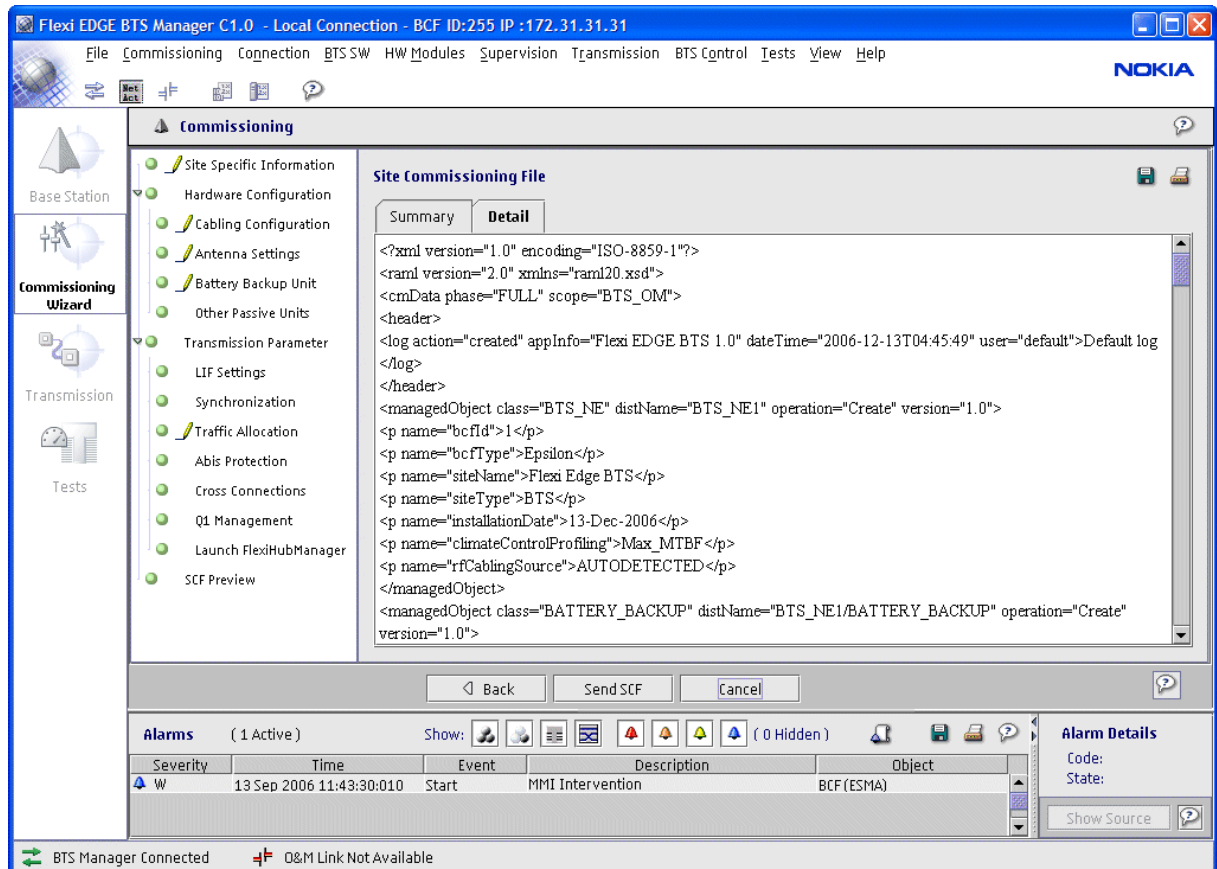 Flexi EDGE BTS Manager C1.0 - Local Connection - BCF ID:255 IP :172.31.31.31
File Commissioning Connection BTS SW HW Modules Supervision Transmission BTS Control Tests View Help
NOKIA
Net Act
Commissioning
Base Station
Commissioning
Wizard
Transmission
Tests
Site Specific Information
Hardware Configuration
Cabling Configuration
Antenna Settings
Battery Backup Unit
Other Passive Units
Transmission Parameter
LIF Settings
Synchronization
Traffic Allocation
Abis Protection
Cross Connections
Q1 Management
Launch FlexiHubManager
SCF Preview
Site Commissioning File
Summary Detail
<?xml version="1.0" encoding="ISO-8859-1"?>
<raml version="2.0" xmlns="raml20.xsd">
<cmData phase="FULL" scope="BTS_OM">
<header>
<log action="created" appInfo="Flexi EDGE BTS 1.0" dateTime="2006-12-13T04:45:49" user="default">Default log
</log>
</header>
<managedObject class="BTS_NE" distName="BTS_NE1" operation="Create" version="1.0">
<p name="bcfId">1</p>
<p name="bcfType">Epsilon</p>
<p name="siteName">Flexi Edge BTS</p>
<p name="siteType">BTS</p>
<p name="installationDate">13-Dec-2006</p>
<p name="climateControlProfiling">Max_MTBF</p>
<p name="rfCablingSource">AUTODETECTED</p>
</managedObject>
<managedObject class="BATTERY_BACKUP" distName="BTS_NE1/BATTERY_BACKUP" operation="Create"
version="1.0">
Back Send SCF Cancel
Alarms ( 1 Active ) Show: ( 0 Hidden )
Severity Time Event Description Object
W 13 Sep 2006 11:43:30:010 Start MMI Intervention BCF (ESMA)
Alarm Details
Code:
State:
Show Source
BTS Manager Connected O&M Link Not Available